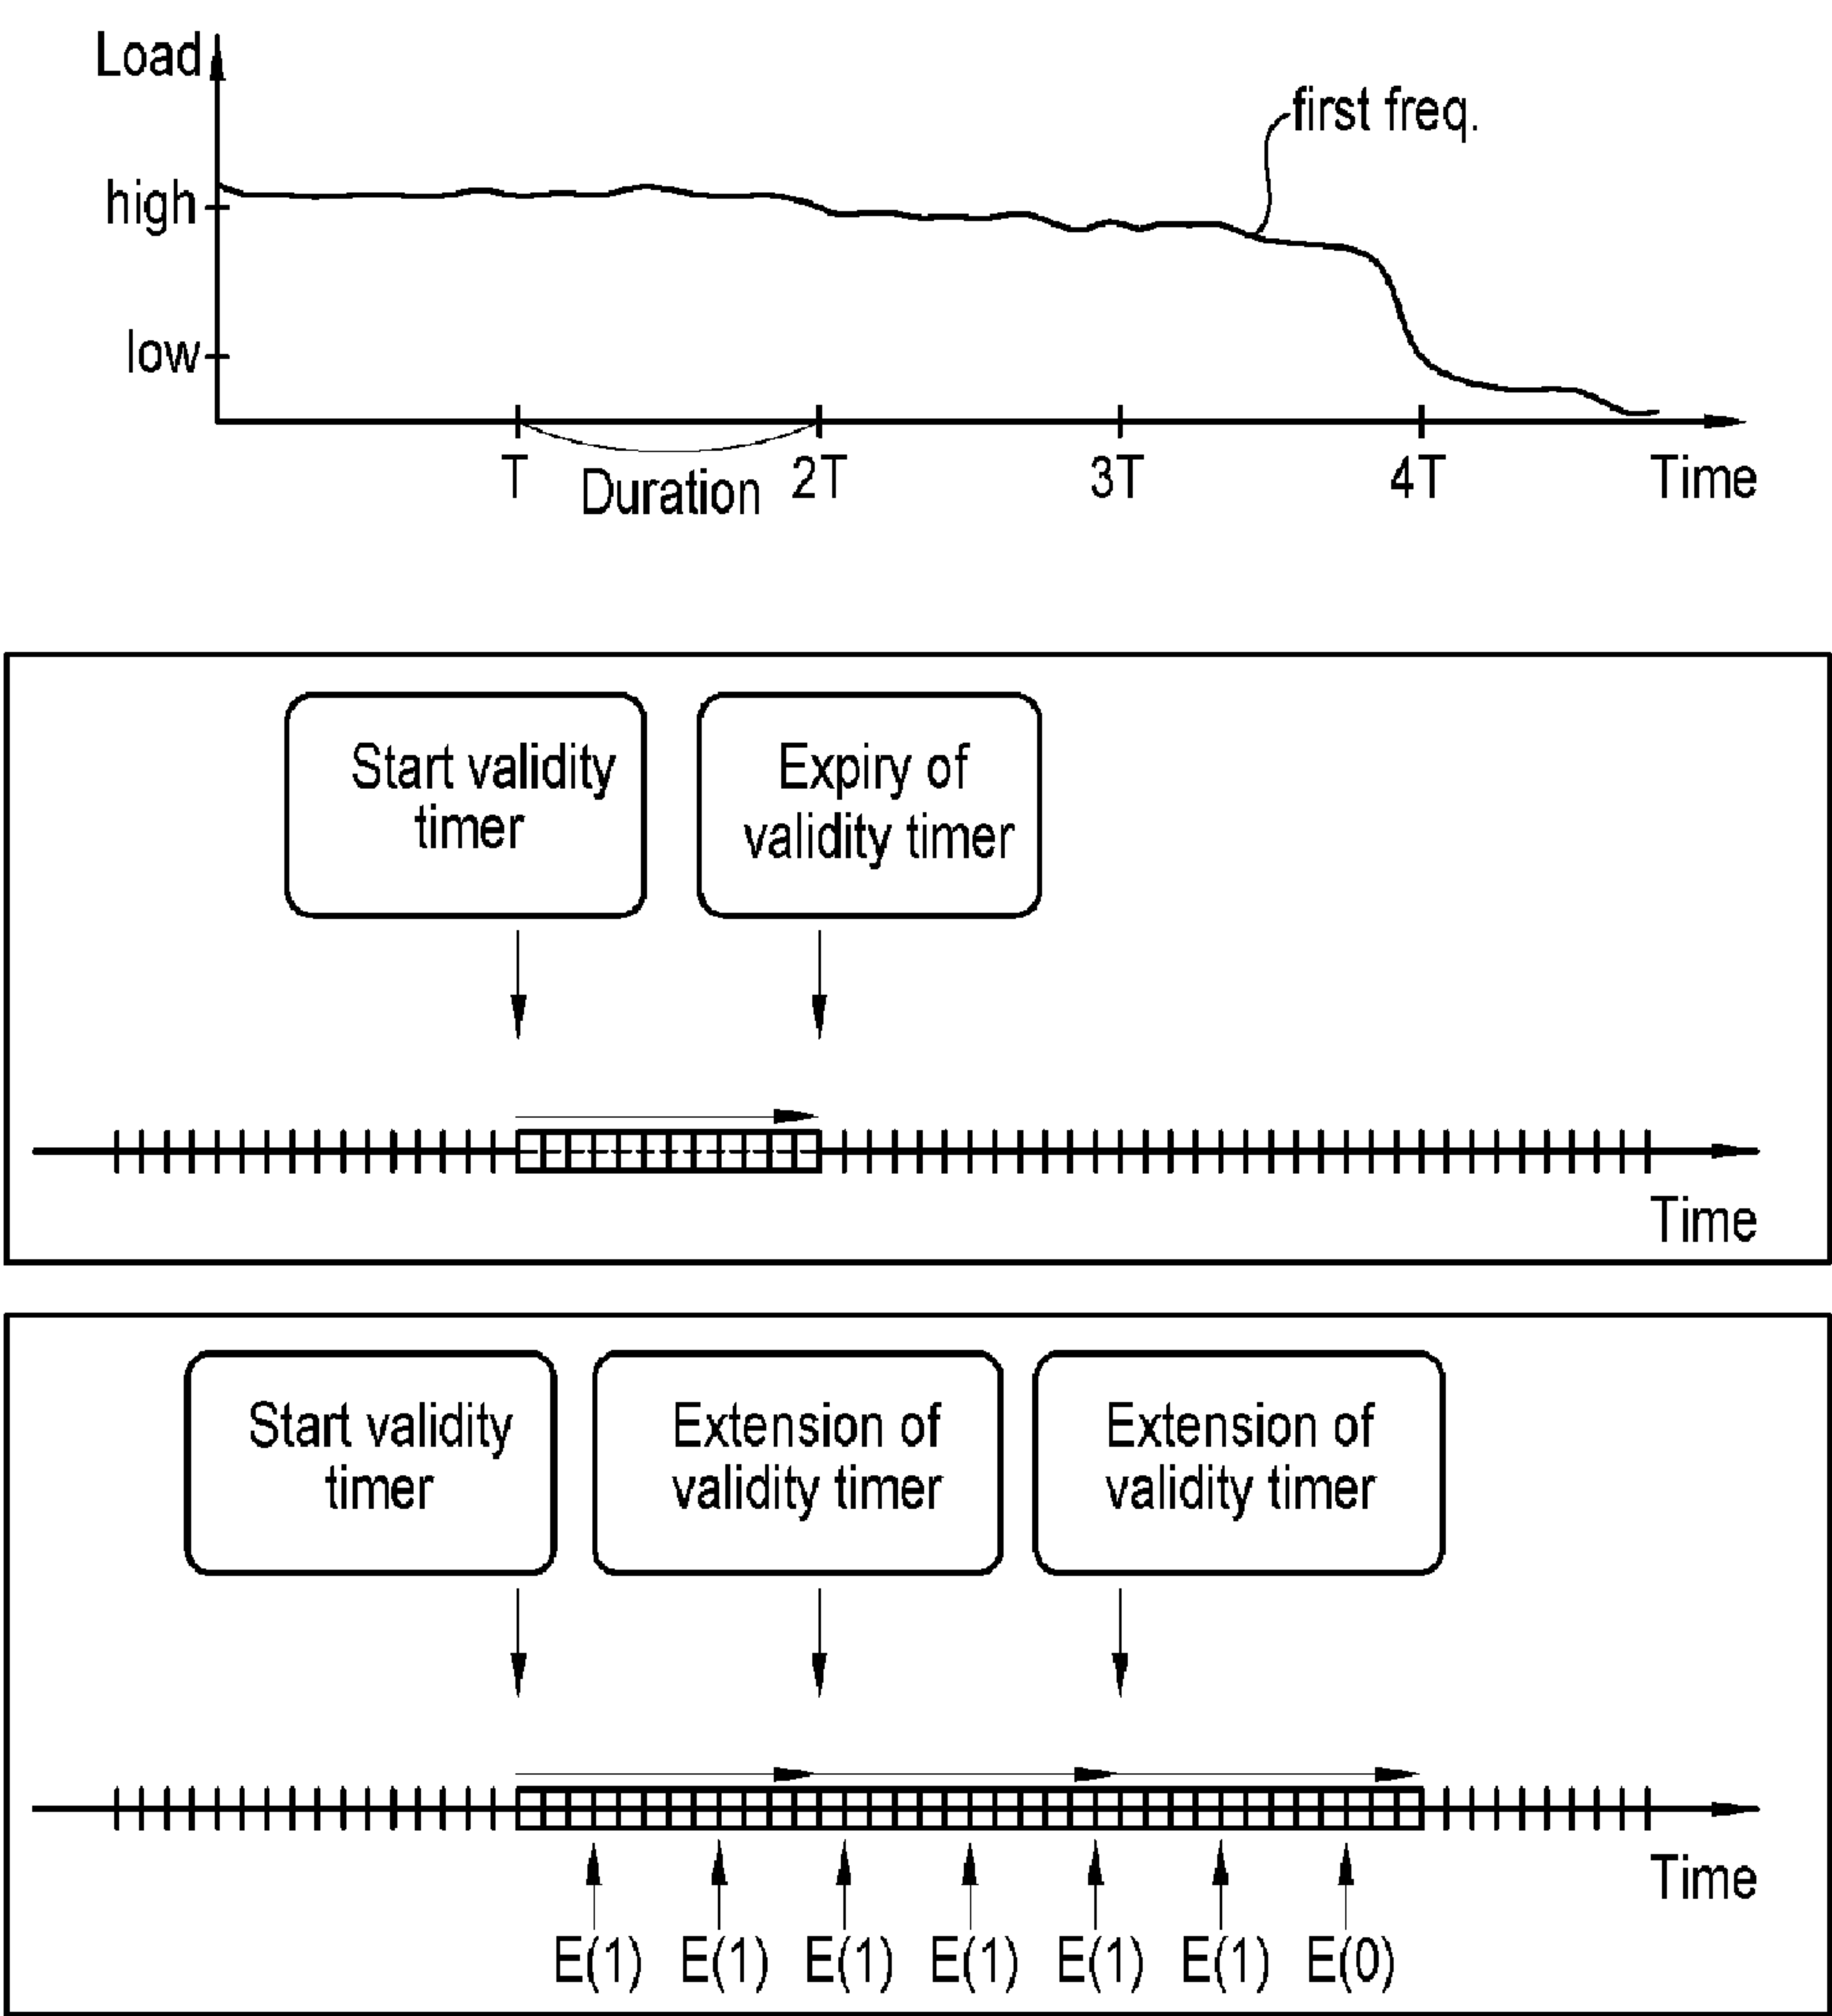 Load
first freq.
high
low
T
Duration
2T
3T
4T
Time
Start validity
timer
Expiry of
validity timer
Time
Start validity
timer
Extension of
validity timer
Extension of
validity timer
Time
E(1) E(1) E(1) E(1) E(1) E(1) E(0)